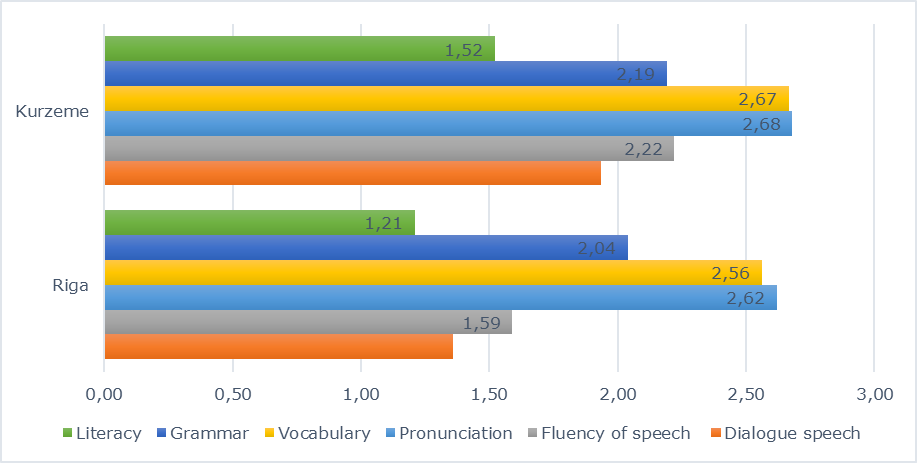 1,52
2,19
2,67
Kurzeme
2,68
2,22
1,21
2,04
2,56
Riga
2,62
1,59
0,00 0,50 1,00 1,50 2,00 2,50 3,00
Literacy Grammar Vocabulary Pronunciation Fluency of speech Dialogue speech